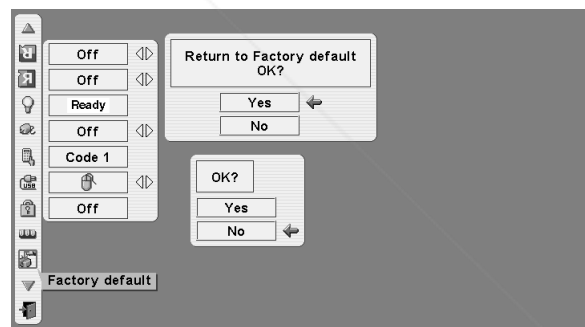 R
Off
Return to Factory default
OK?
R
Off
Ready
Yes
Off
No
Code 1
OK?
USB
Yes
Off
No
Factory default